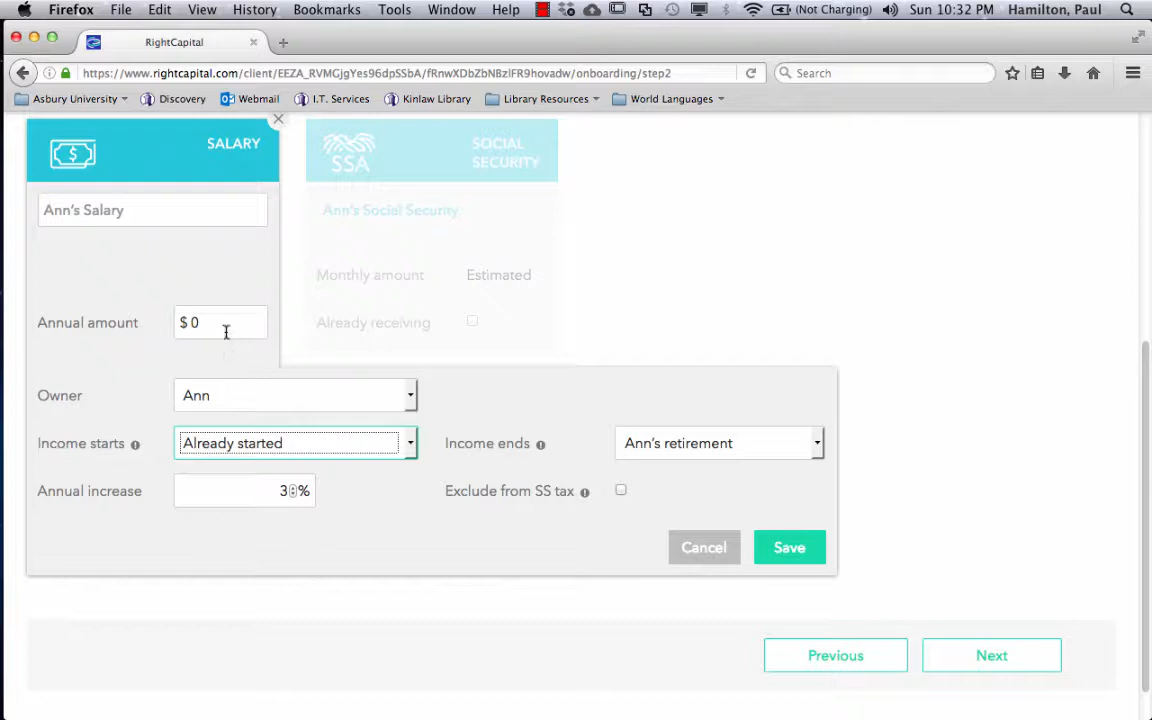 Firefox File Edit View History Bookmarks Tools Window Help (Not Charging) Sun 10:32 PM Hamilton, Paul
RightCapital
https://www.rightcapital.com/client/EEZA_RVMGjgYes96dpSSbA/fRnwXDbZbNBzlFR9hovadw/onboarding/step2 Search
Asbury University Discovery Webmail I.T. Services Kinlaw Library Library Resources World Languages
SALARY
SSA
SOCIAL
SECURITY
Ann's Salary
Ann's Social Security
Monthly amount Estimated
Annual amount $ 0
Already receiving
Owner Ann
Income starts Already started Income ends Ann's retirement
Annual increase 3 % Exclude from SS tax
Cancel Save
Previous Next